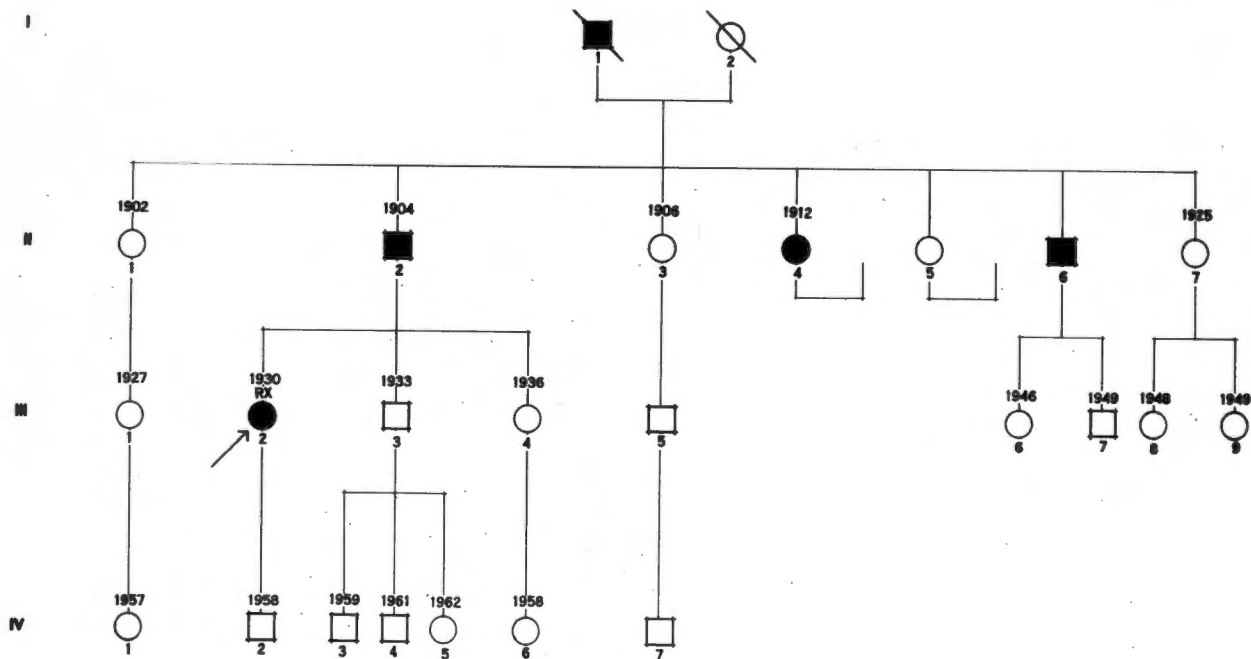 I
1 2
1902 1904 1906 1912 1925
II
1 2 3 4 5 6 7
1927 1930 1933 1936 1946 1949 1948 1949
RX
III
1 2 3 4 5 6 7 8 9
1957 1958 1959 1961 1962 1958
IV
1 2 3 4 5 6 7